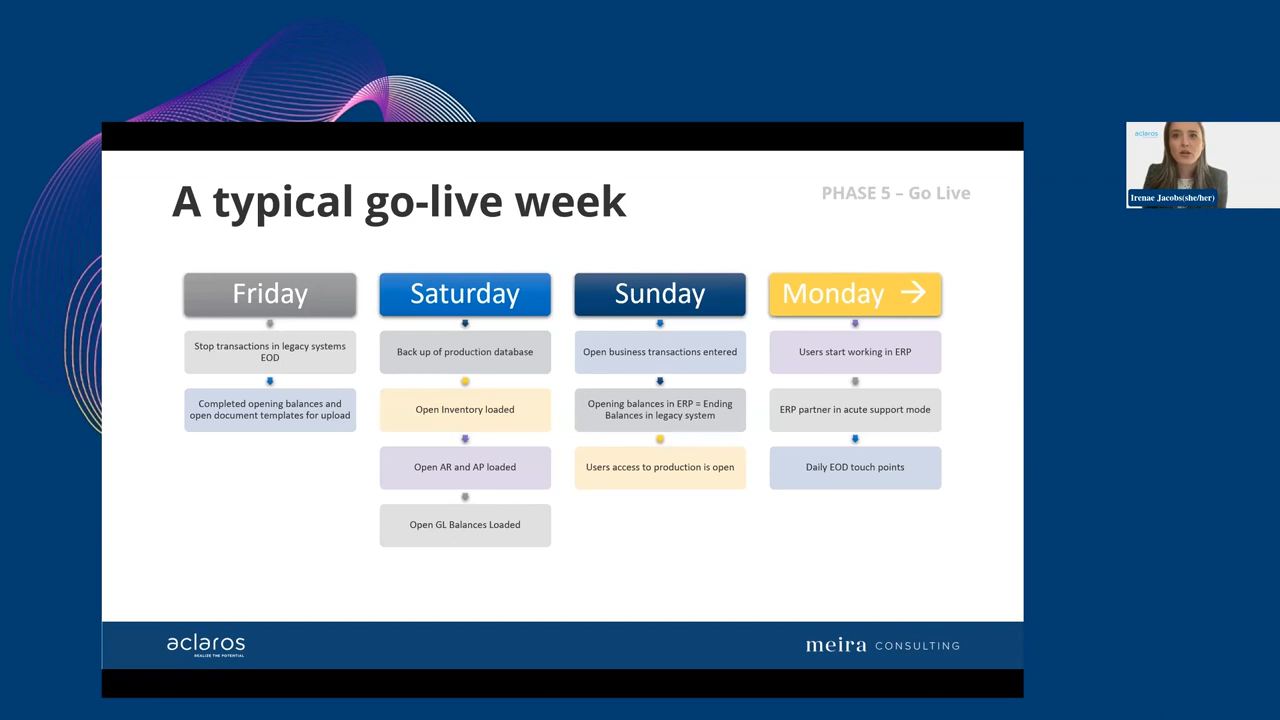 A typical go-live week
PHASE 5 – Go Live
Friday
Stop transactions in legacy systems
EOD
Completed opening balances and
open document templates for upload
Saturday
Back up of production database
Open Inventory loaded
Open AR and AP loaded
Open GL Balances Loaded
Sunday
Open business transactions entered
Opening balances in ERP = Ending
Balances in legacy system
Users access to production is open
Monday →
Users start working in ERP
ERP partner in acute support mode
Daily EOD touch points
aclaros
REALIZE THE POTENTIAL
meira CONSULTING
aclaros
Irenae Jacobs(she/her)